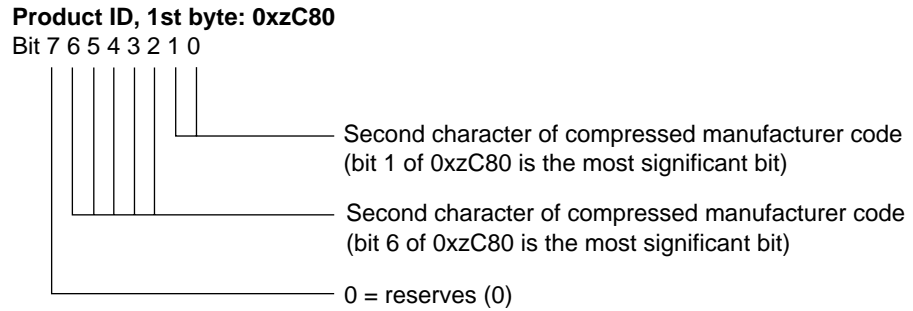 Product ID, 1st byte: 0xzC80
Bit 7 6 5 4 3 2 1 0
Second character of compressed manufacturer code
(bit 1 of 0xzC80 is the most significant bit)
Second character of compressed manufacturer code
(bit 6 of 0xzC80 is the most significant bit)
0 = reserves (0)